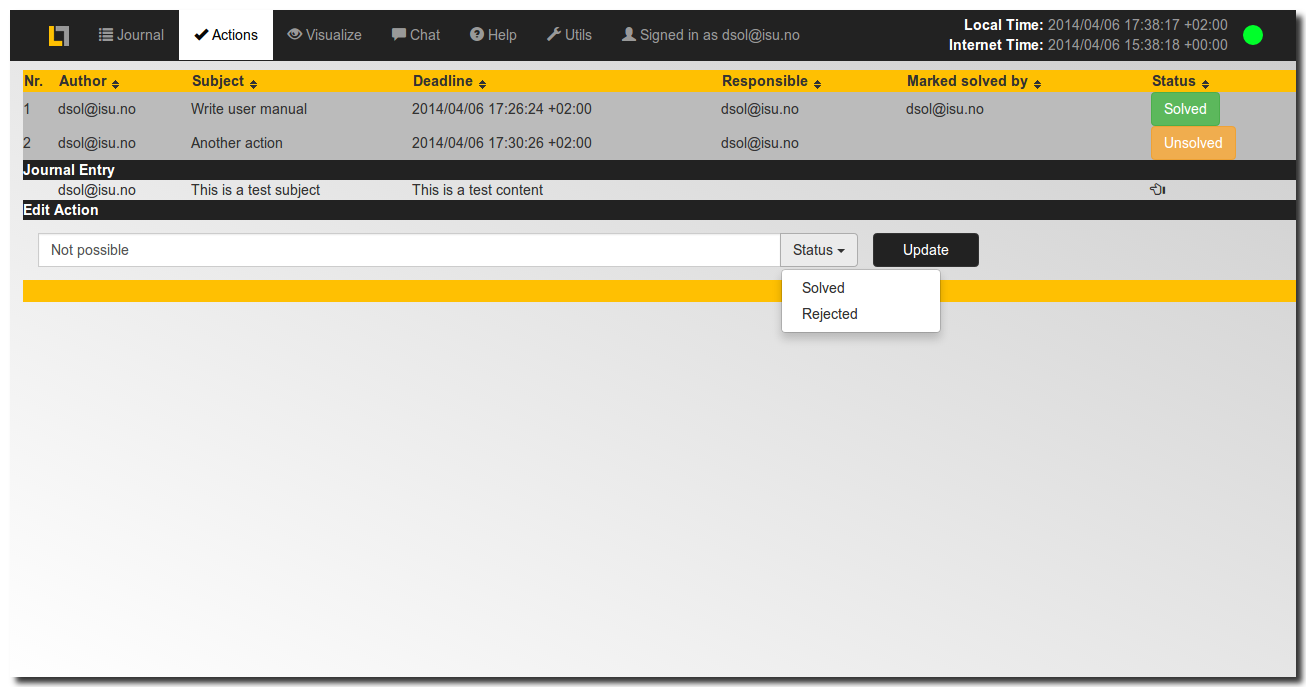 Journal Actions Visualize Chat Help Utils Signed in as dsol@isu.no Local Time: 2014/04/06 17:38:17 +02:00
Internet Time: 2014/04/06 15:38:18 +00:00
Nr. Author Subject Deadline Responsible Marked solved by Status
1 dsol@isu.no Write user manual 2014/04/06 17:26:24 +02:00 dsol@isu.no dsol@isu.no Solved
2 dsol@isu.no Another action 2014/04/06 17:30:26 +02:00 dsol@isu.no Unsolved
Journal Entry
dsol@isu.no This is a test subject This is a test content
Edit Action
Not possible Status Update
Solved
Rejected